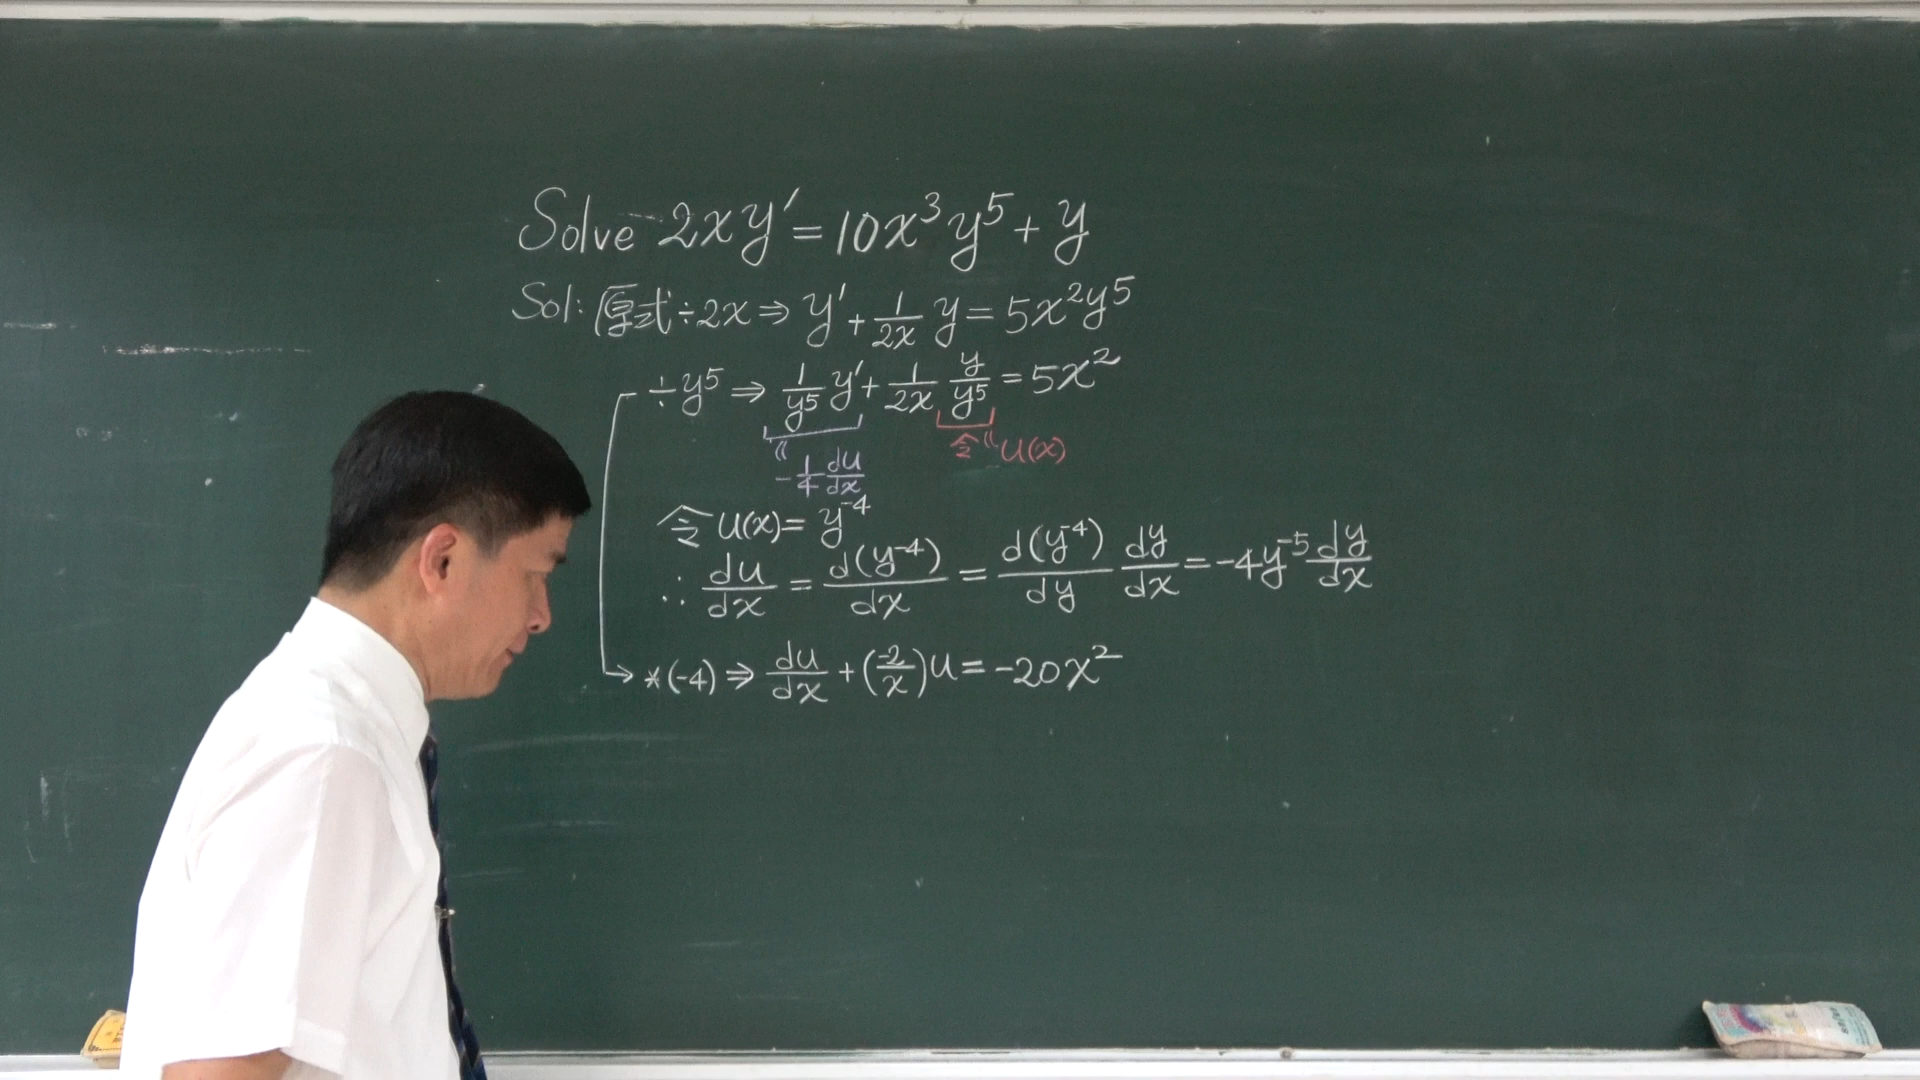 Solve 2xy' = 10x³y⁵ + y
Sol: 原式 ÷ 2x ⇒ y' + 1/2x y = 5x²y⁵
÷ y⁵ ⇒ 1/y⁵ y' + 1/2x y/y⁵ = 5x²
令 u(x)
-1/4 du/dx
令 u(x) = y⁻⁴
∴ du/dx = d(y⁻⁴)/dx = d(y⁻⁴)/dy dy/dx = -4y⁻⁵ dy/dx
*(-4) ⇒ du/dx + (-2/x)u = -20x²